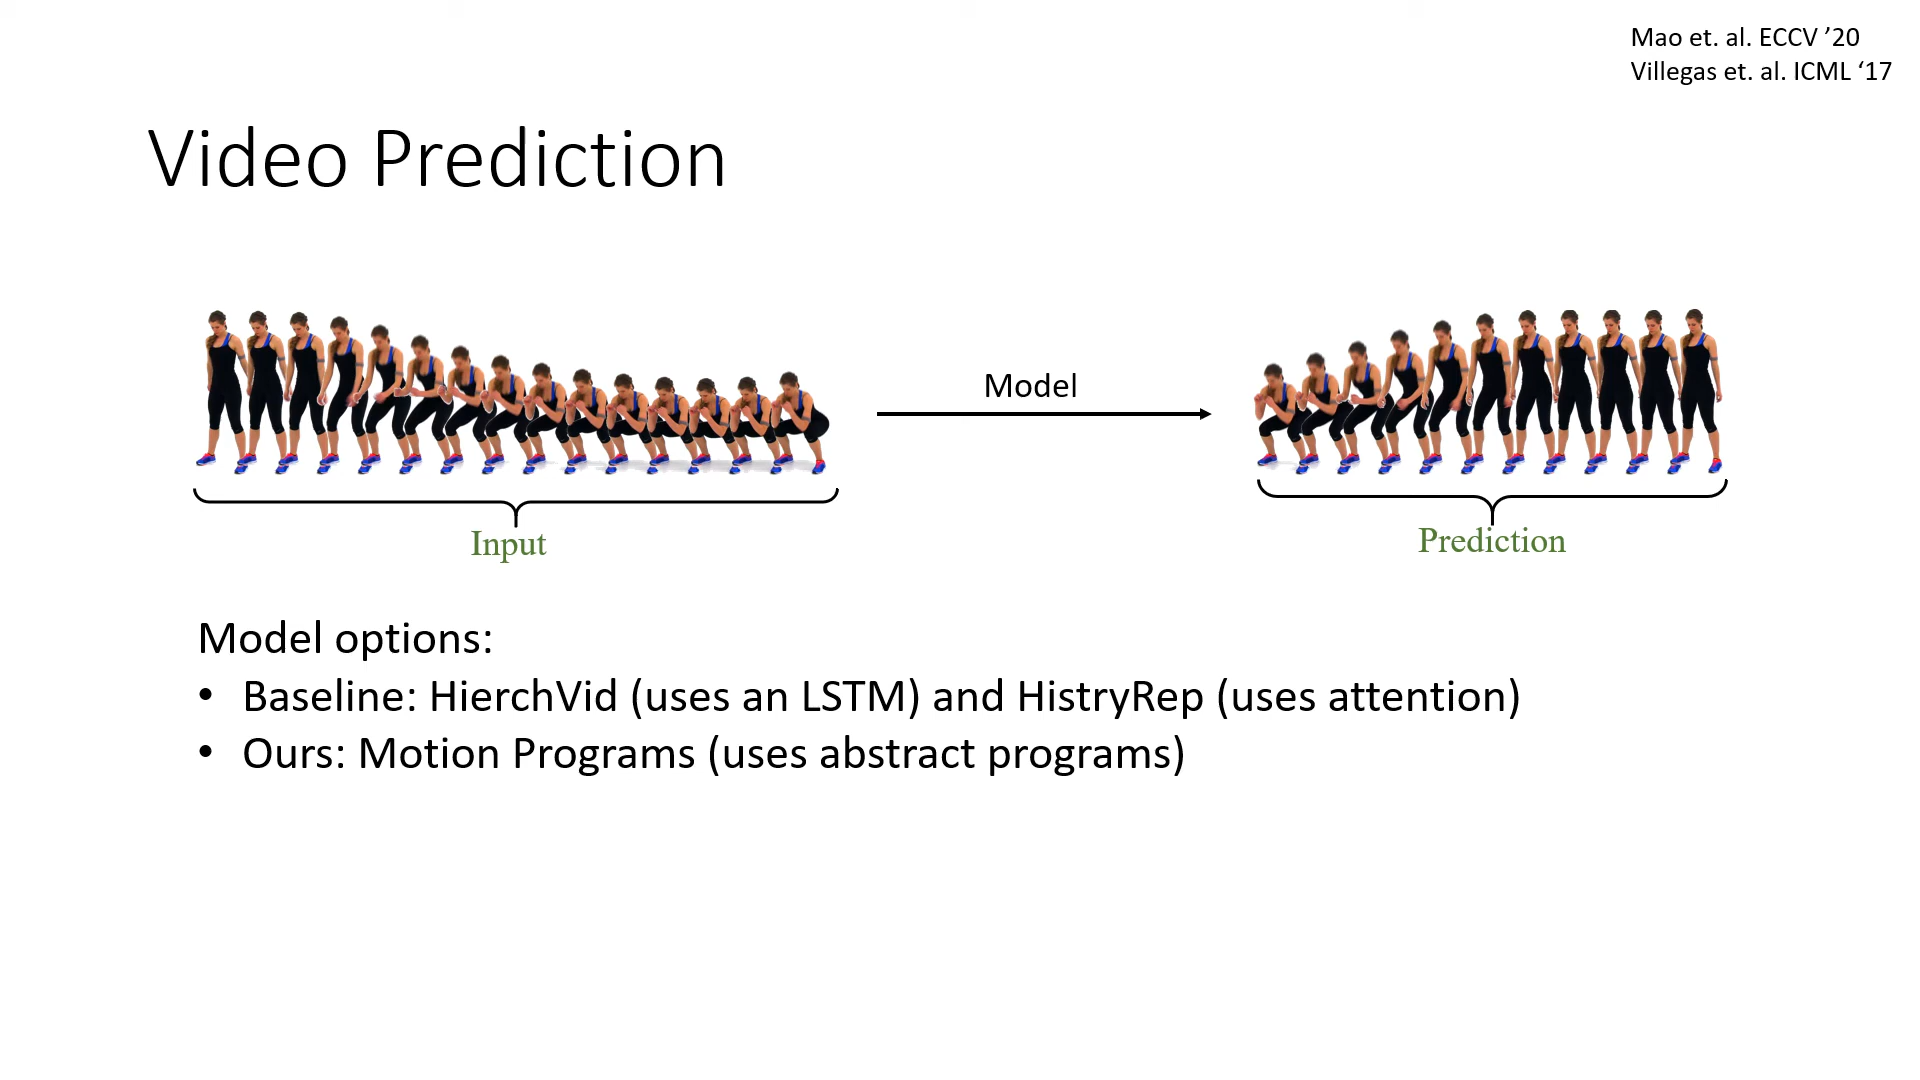 Mao et. al. ECCV ’20
Villegas et. al. ICML ‘17
Video Prediction
Model
Input
Prediction
Model options:
• Baseline: HierchVid (uses an LSTM) and HistryRep (uses attention)
• Ours: Motion Programs (uses abstract programs)